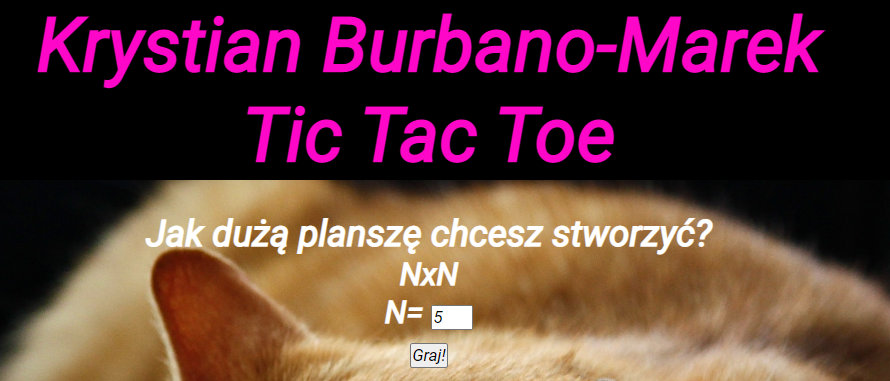 Krystian Burbano-Marek
Tic Tac Toe
Jak dużą planszę chcesz stworzyć?
NxN
N= 5
Graj!